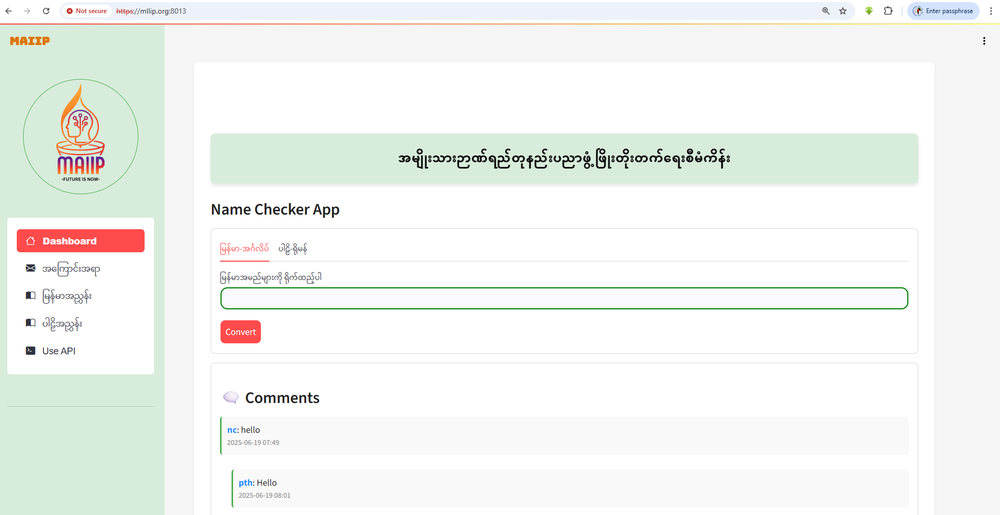 Not secure
https://mllip.org:8013
Enter passphrase
MAIIP
MAIIP
-FUTURE IS NOW-
Dashboard
အကြောင်းအရာ
မြန်မာအညွှန်း
ပါဠိအညွှန်း
Use API
အမျိုးသားဉာဏ်ရည်တုနည်းပညာဖွံ့ဖြိုးတိုးတက်ရေးစီမံကိန်း
Name Checker App
မြန်မာ-အင်္ဂလိပ် ပါဠိ-ရိုမန်
မြန်မာအမည်များကို ရိုက်ထည့်ပါ
Convert
Comments
nc: hello
2025-06-19 07:49
pth: Hello
2025-06-19 08:01